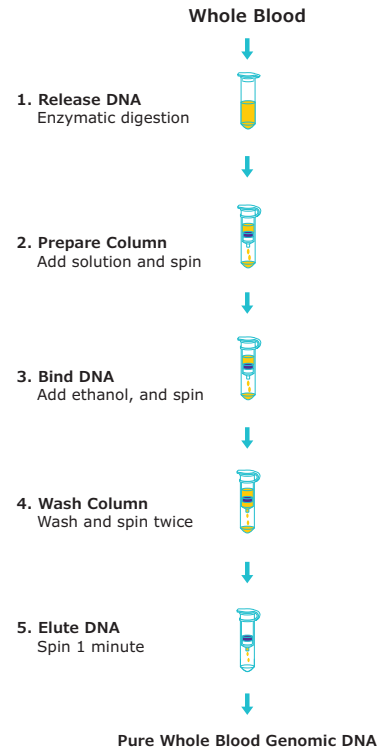 Whole Blood
1. Release DNA
Enzymatic digestion
2. Prepare Column
Add solution and spin
3. Bind DNA
Add ethanol, and spin
4. Wash Column
Wash and spin twice
5. Elute DNA
Spin 1 minute
Pure Whole Blood Genomic DNA